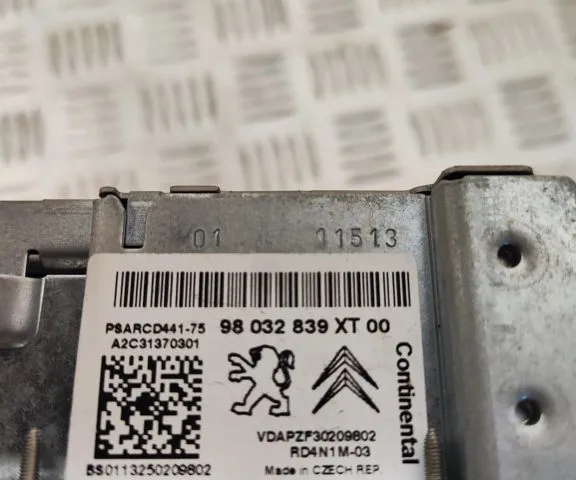 01 11513
PSARCD441-75 98 032 839 XT 00
A2C31370301
Continental
VDAPZF30209802
RD4N1M-03
BS0113250209802 Made in CZECH REP.